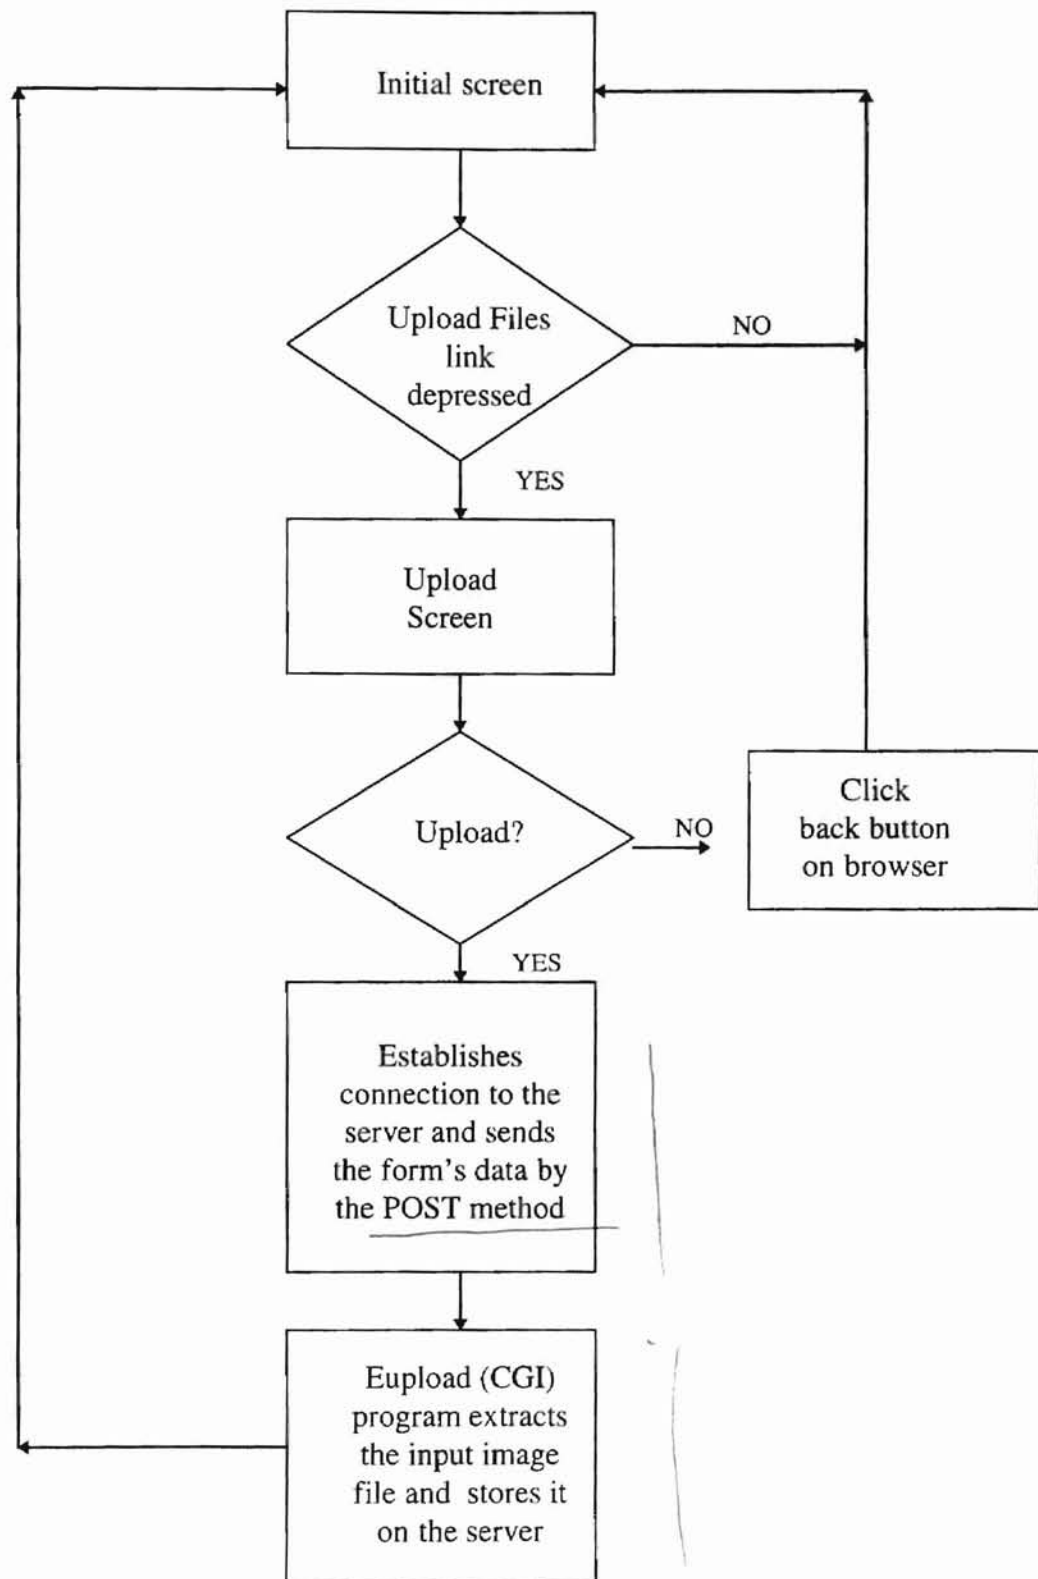 Initial screen
Upload Files
link
depressed
NO
YES
Upload
Screen
Upload?
NO
Click
back button
on browser
YES
Establishes
connection to the
server and sends
the form's data by
the POST method
Eupload (CGI)
program extracts
the input image
file and stores it
on the server